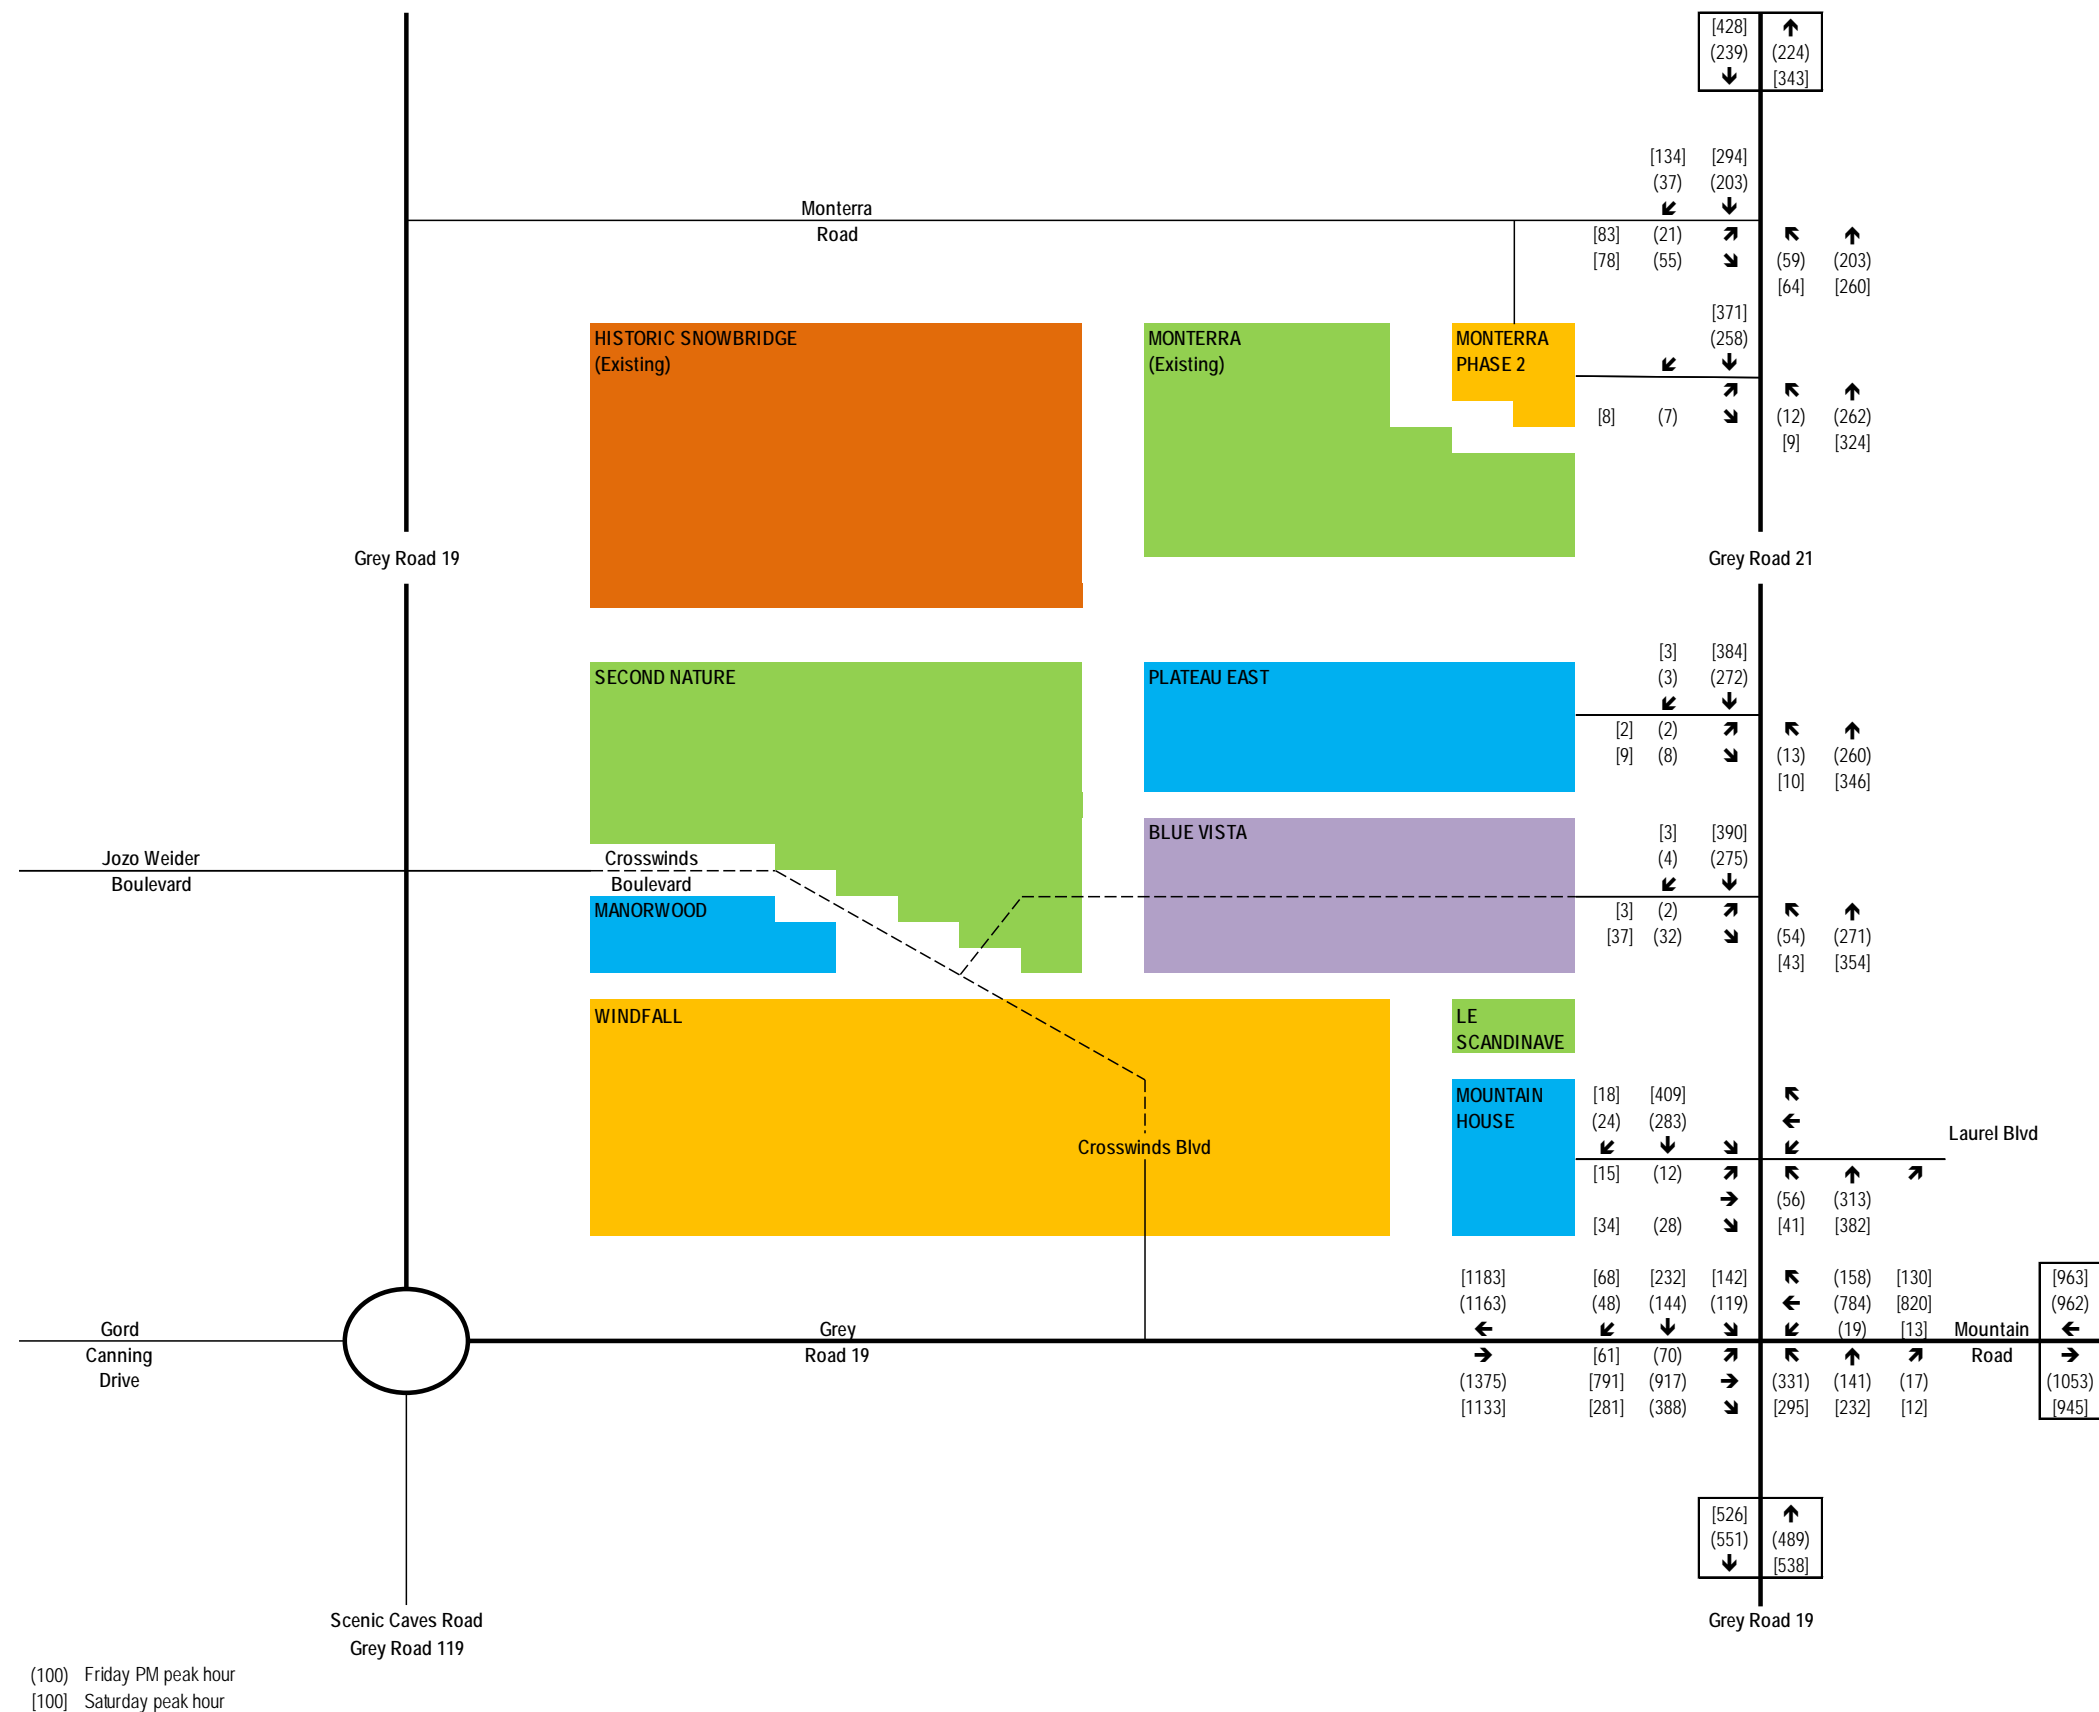 [428]
(239) (224)
[343]
[134] [294]
(37) (203)
Monterra
Road
[83] (21)
[78] (55) (59) (203)
[64] [260]
[371]
(258)
HISTORIC SNOWBRIDGE
(Existing)
MONTERRA
(Existing)
MONTERRA
PHASE 2
[8] (7) (12) (262)
[9] [324]
Grey Road 19
Grey Road 21
[3] [384]
(3) (272)
SECOND NATURE
PLATEAU EAST
[2] (2)
[9] (8) (13) (260)
[10] [346]
BLUE VISTA
[3] [390]
(4) (275)
Jozo Weider
Boulevard
Crosswinds
Boulevard
MANORWOOD
[3] (2)
[37] (32) (54) (271)
[43] [354]
WINDFALL
LE
SCANDINAVE
MOUNTAIN
HOUSE
[18] [409]
(24) (283)
Crosswinds Blvd
Laurel Blvd
[15] (12)
(56) (313)
[34] (28) [41] [382]
[1183] [68] [232] [142] (158) [130] [963]
(1163) (48) (144) (119) (784) [820] (962)
(19) [13]
Gord
Canning
Drive
Grey
Road 19
Mountain
Road
[61] (70)
(1375) [791] (917) (331) (141) (17) (1053)
[1133] [281] (388) [295] [232] [12] [945]
[526]
(551) (489)
[538]
Scenic Caves Road
Grey Road 119
Grey Road 19
(100) Friday PM peak hour
[100] Saturday peak hour